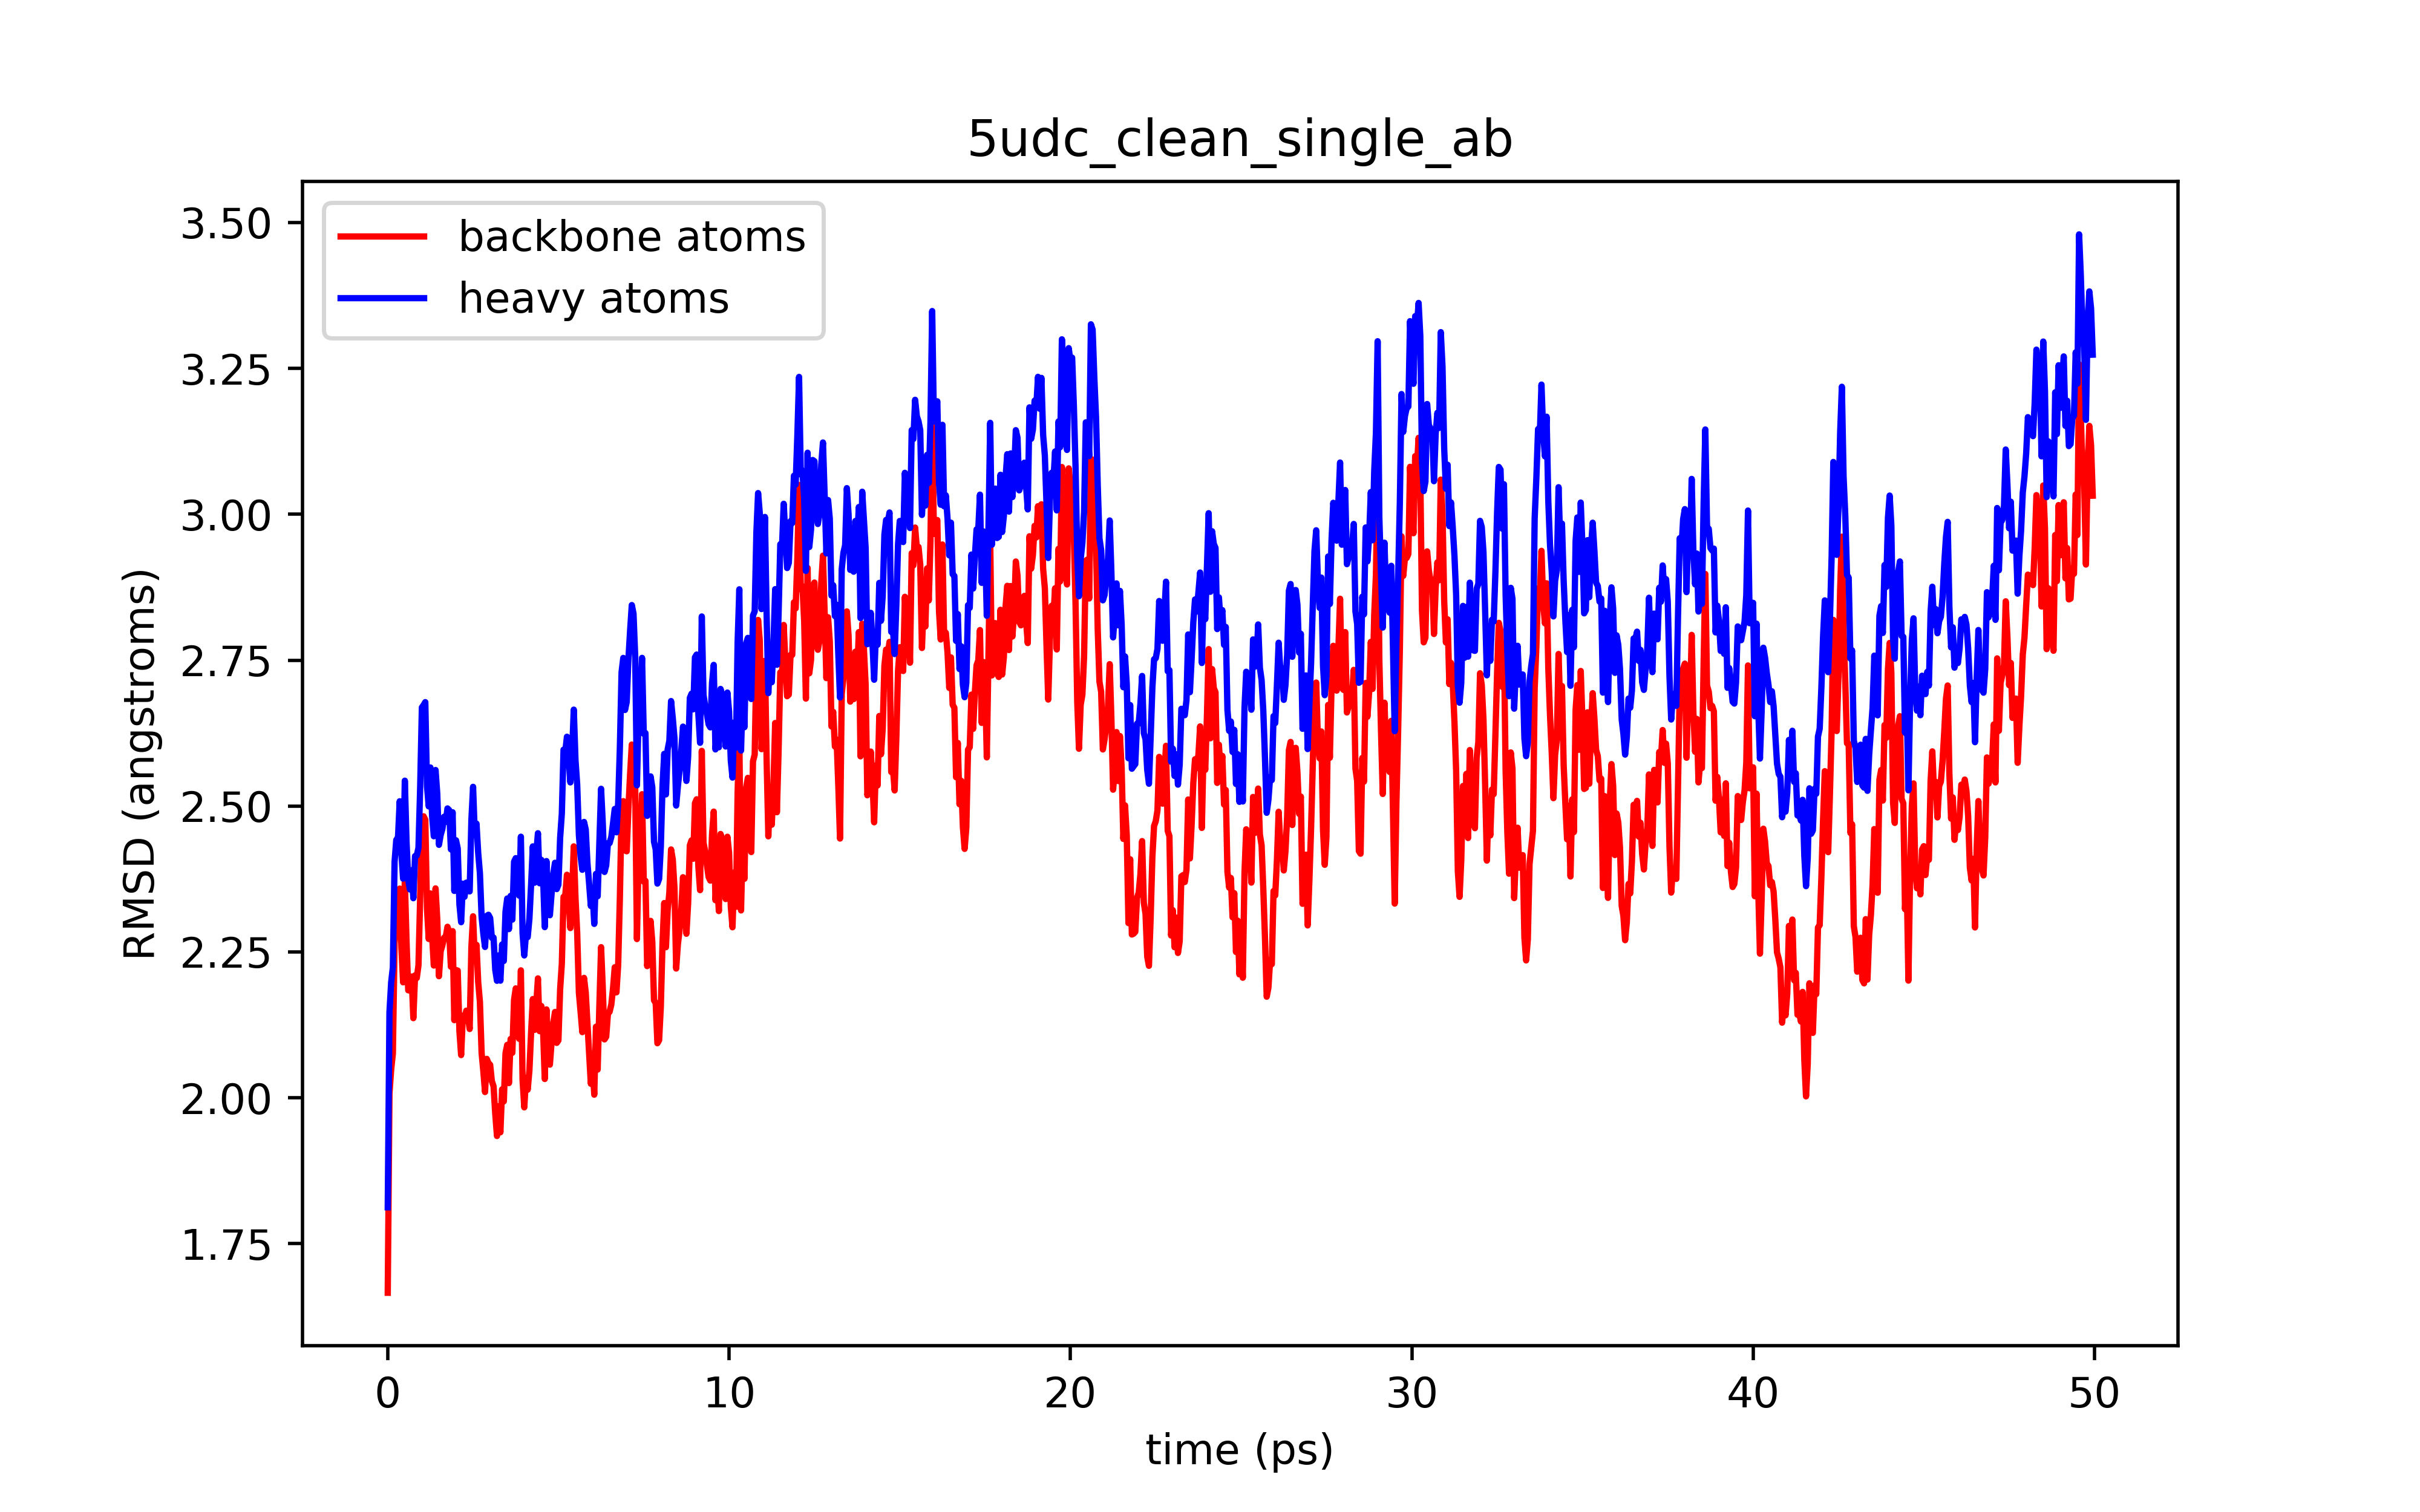 5udc_clean_single_ab
backbone atoms
heavy atoms
3.50
3.25
3.00
2.75
2.50
2.25
2.00
1.75
RMSD (angstroms)
0 10 20 30 40 50
time (ps)